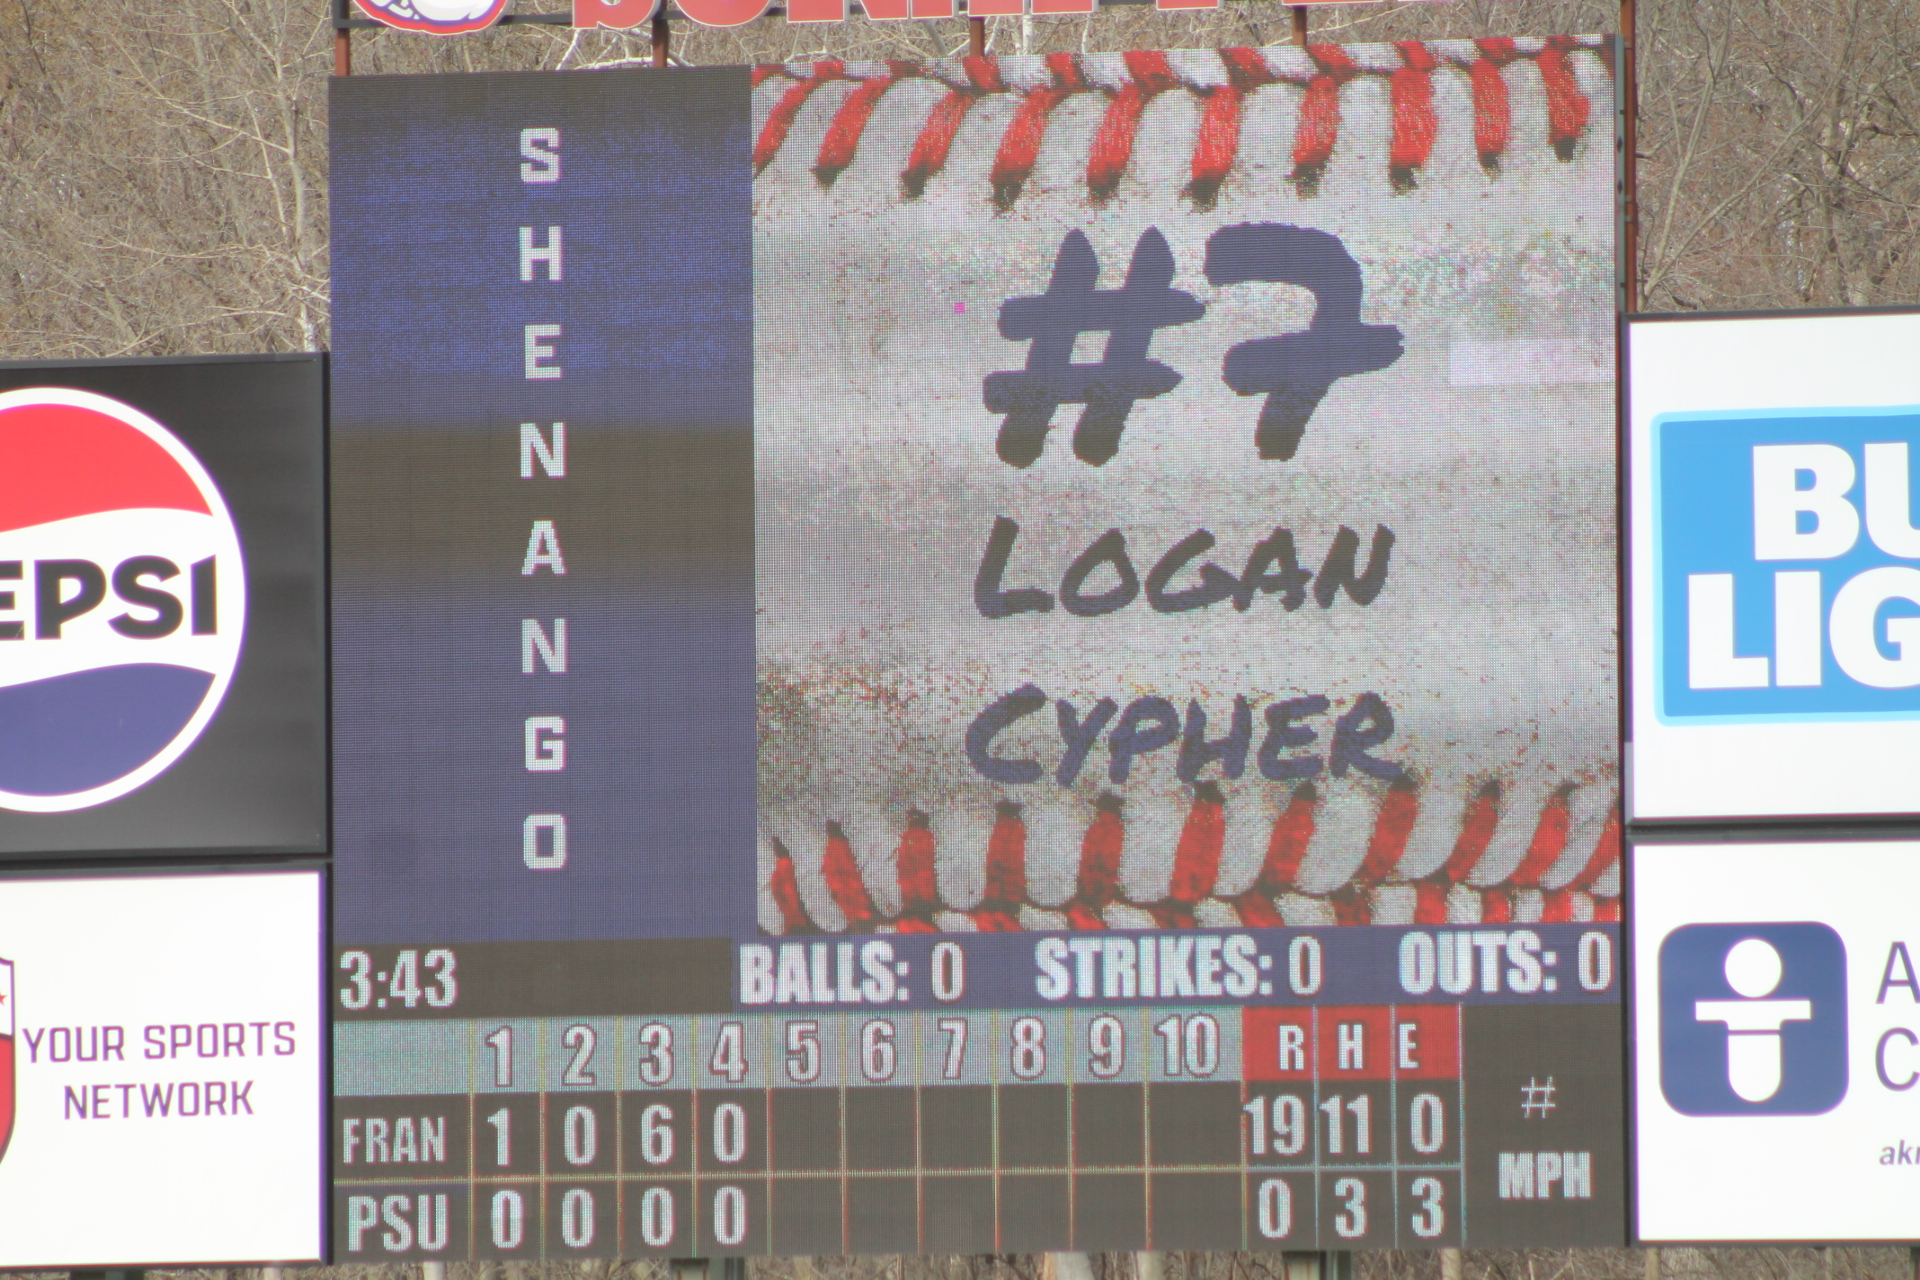 SHENANGO
#7
LOGAN
CYPHER
3:43 BALLS: 0 STRIKES: 0 OUTS: 0
1 2 3 4 5 6 7 8 9 10 R H E
FRAN 1 0 6 0 19 11 0
PSU 0 0 0 0 0 3 3
#
MPH
EPSI
YOUR SPORTS
NETWORK
BU
LIG
A
C
ak